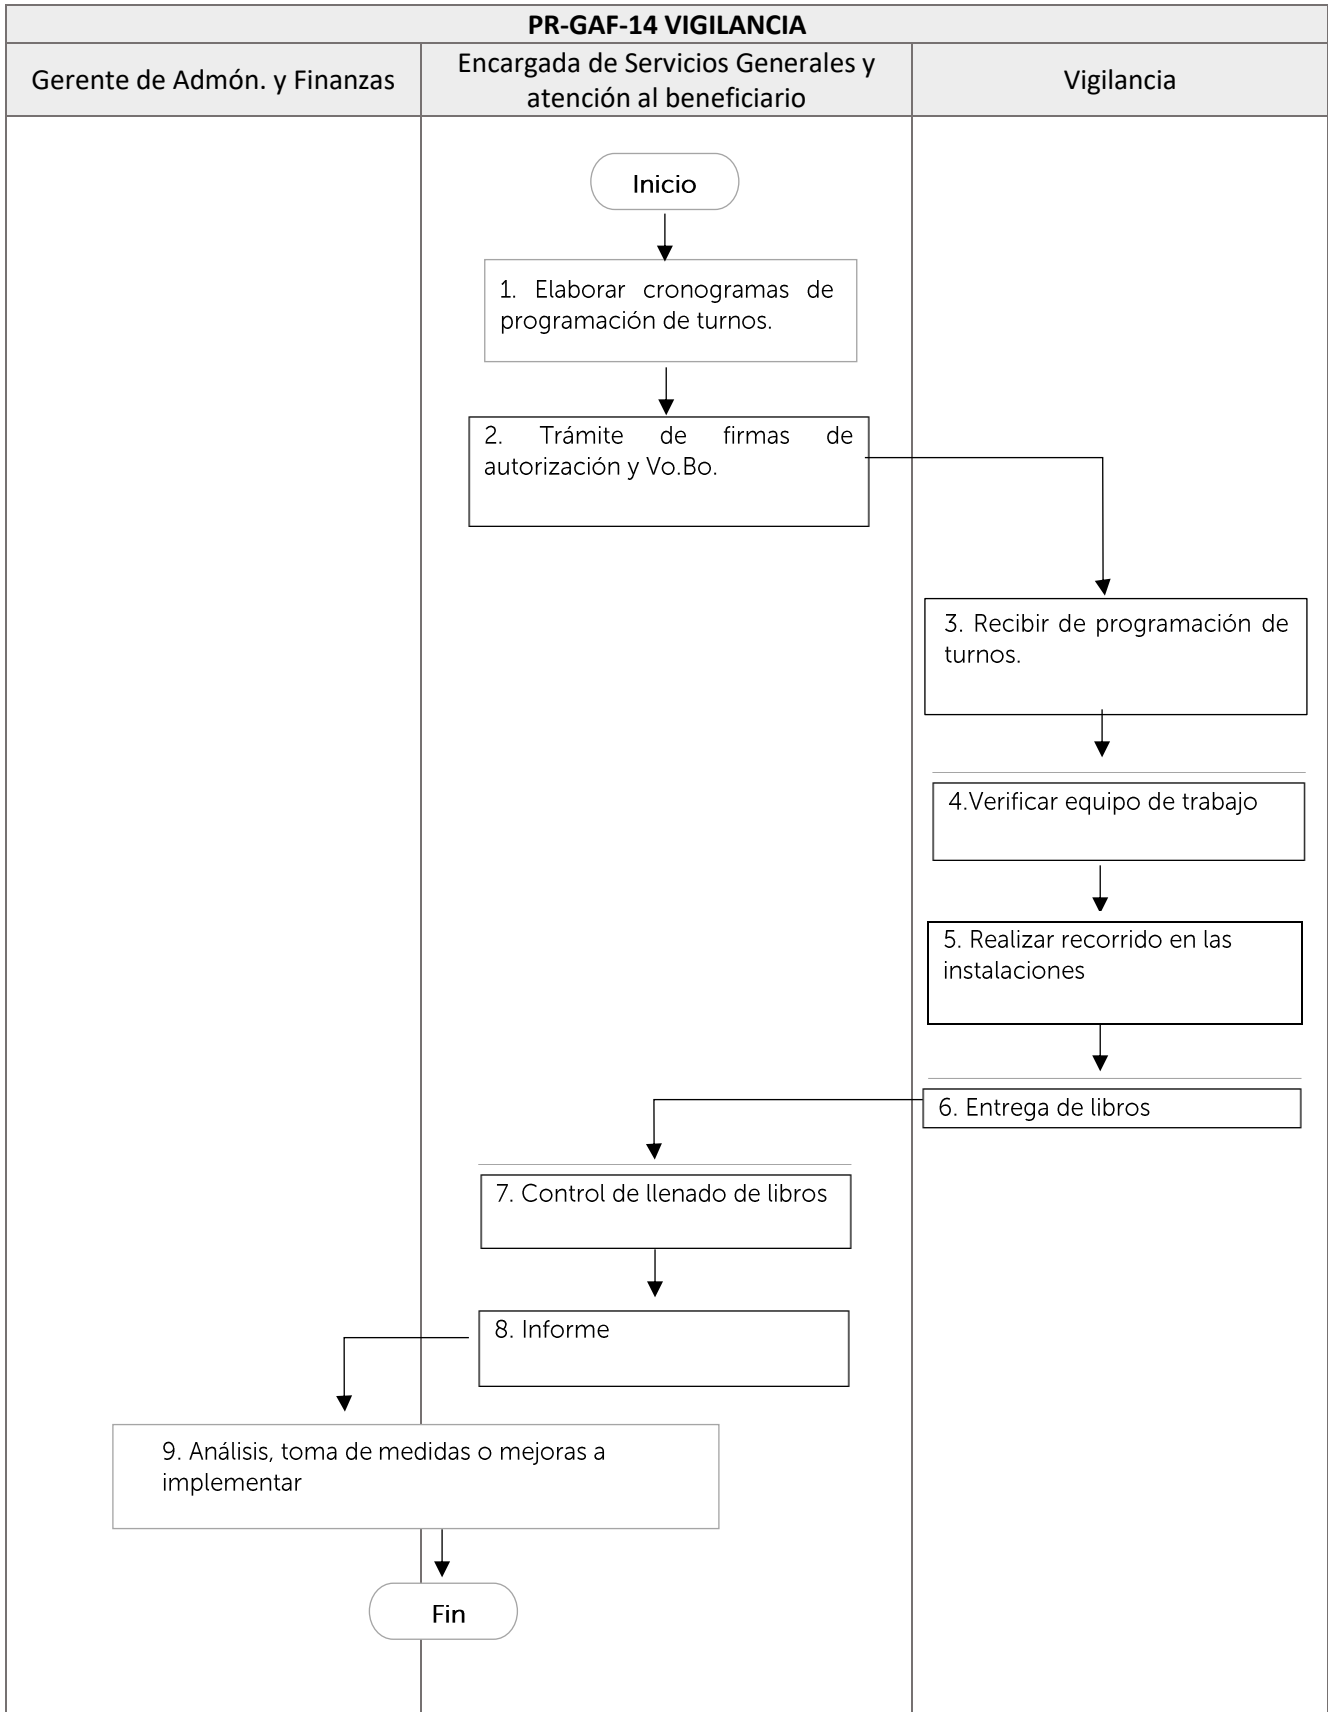 PR-GAF-14 VIGILANCIA
Gerente de Admón. y Finanzas
Encargada de Servicios Generales y
atención al beneficiario
Vigilancia
Inicio
1. Elaborar cronogramas de
programación de turnos.
2. Trámite de firmas de
autorización y Vo.Bo.
3. Recibir de programación de
turnos.
4.Verificar equipo de trabajo
5. Realizar recorrido en las
instalaciones
6. Entrega de libros
7. Control de llenado de libros
8. Informe
9. Análisis, toma de medidas o mejoras a
implementar
Fin